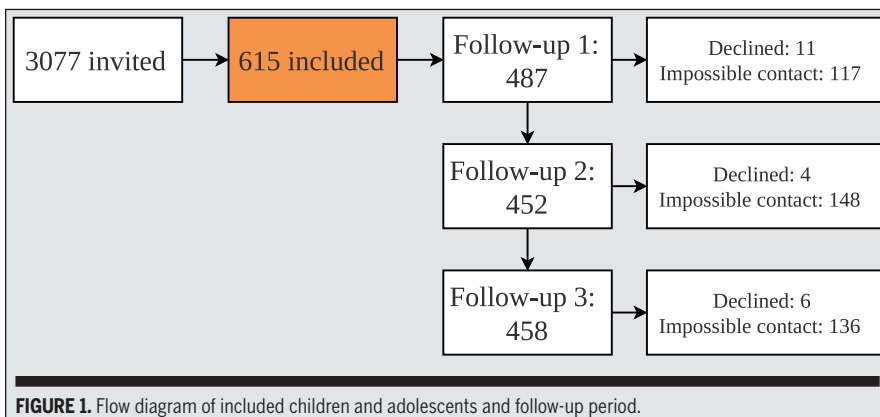 3077 invited
615 included
Follow-up 1:
487
Declined: 11
Impossible contact: 117
Follow-up 2:
452
Declined: 4
Impossible contact: 148
Follow-up 3:
458
Declined: 6
Impossible contact: 136
FIGURE 1. Flow diagram of included children and adolescents and follow-up period.